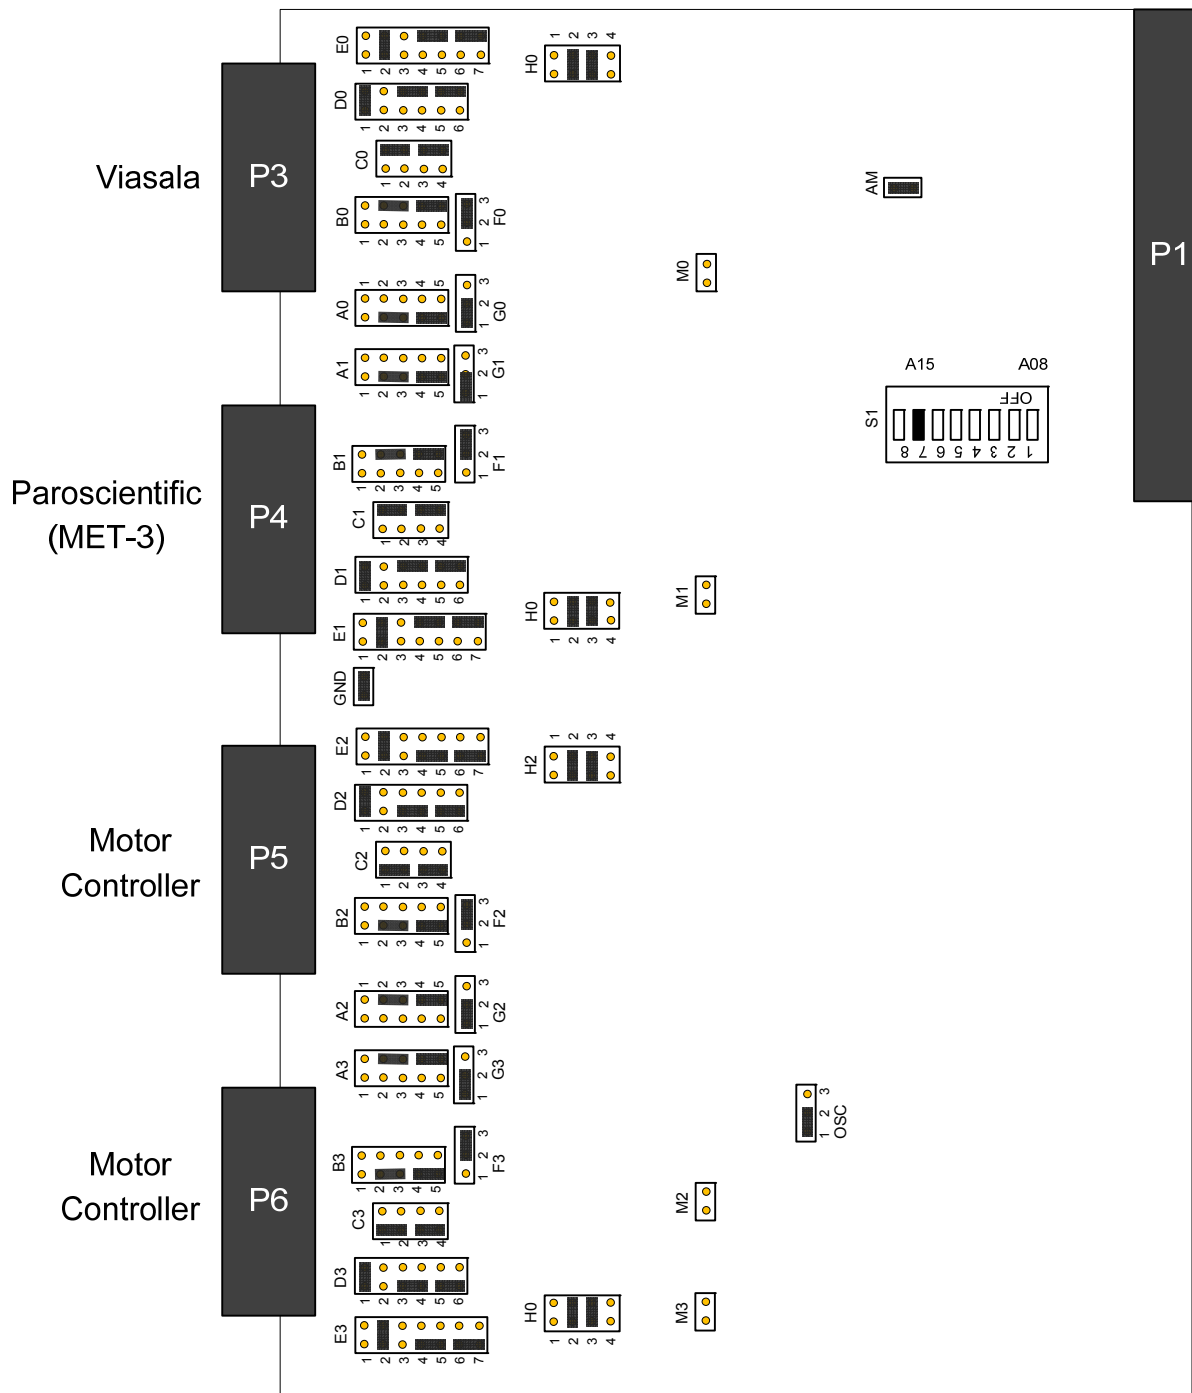 E0
1 2 3 4 5 6 7
H0
1 2 3 4
D0
1 2 3 4 5 6
C0
1 2 3 4
Viasala
P3
P1
AM
B0
1 2 3 4 5
F0
1 2 3
M0
A0
1 2 3 4 5
G0
1 2 3
A1
1 2 3 4 5
G1
1 2 3
A15
A08
S1
OFF
8 7 6 5 4 3 2 1
B1
1 2 3 4 5
F1
1 2 3
Paroscientific
(MET-3)
P4
C1
1 2 3 4
D1
1 2 3 4 5 6
H0
1 2 3 4
M1
E1
1 2 3 4 5 6 7
GND
E2
1 2 3 4 5 6 7
H2
1 2 3 4
D2
1 2 3 4 5 6
Motor
Controller
P5
C2
1 2 3 4
B2
1 2 3 4 5
F2
1 2 3
A2
1 2 3 4 5
G2
1 2 3
A3
1 2 3 4 5
G3
1 2 3
OSC
1 2 3
Motor
Controller
P6
B3
1 2 3 4 5
F3
1 2 3
M2
C3
1 2 3 4
D3
1 2 3 4 5 6
H0
1 2 3 4
M3
E3
1 2 3 4 5 6 7